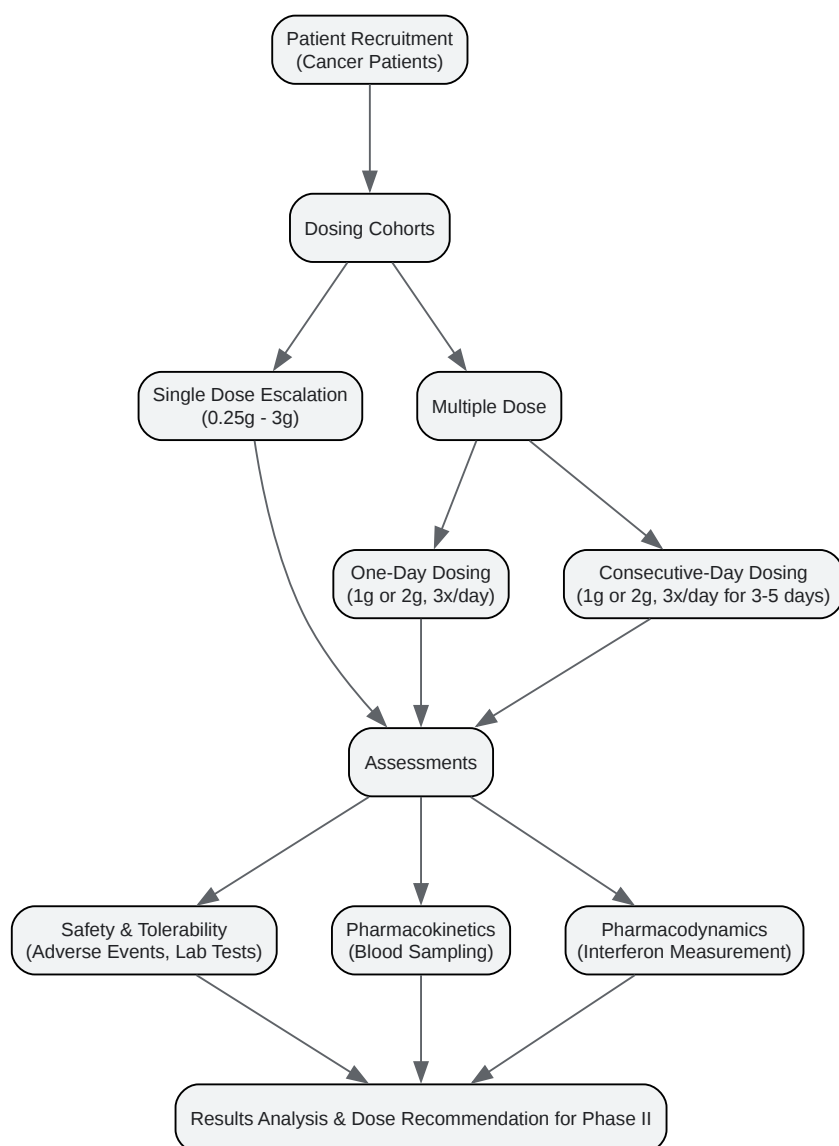 Patient Recruitment
(Cancer Patients)
Dosing Cohorts
Single Dose Escalation
(0.25g - 3g)
Multiple Dose
One-Day Dosing
(1g or 2g, 3x/day)
Consecutive-Day Dosing
(1g or 2g, 3x/day for 3-5 days)
Assessments
Safety & Tolerability
(Adverse Events, Lab Tests)
Pharmacokinetics
(Blood Sampling)
Pharmacodynamics
(Interferon Measurement)
Results Analysis & Dose Recommendation for Phase II